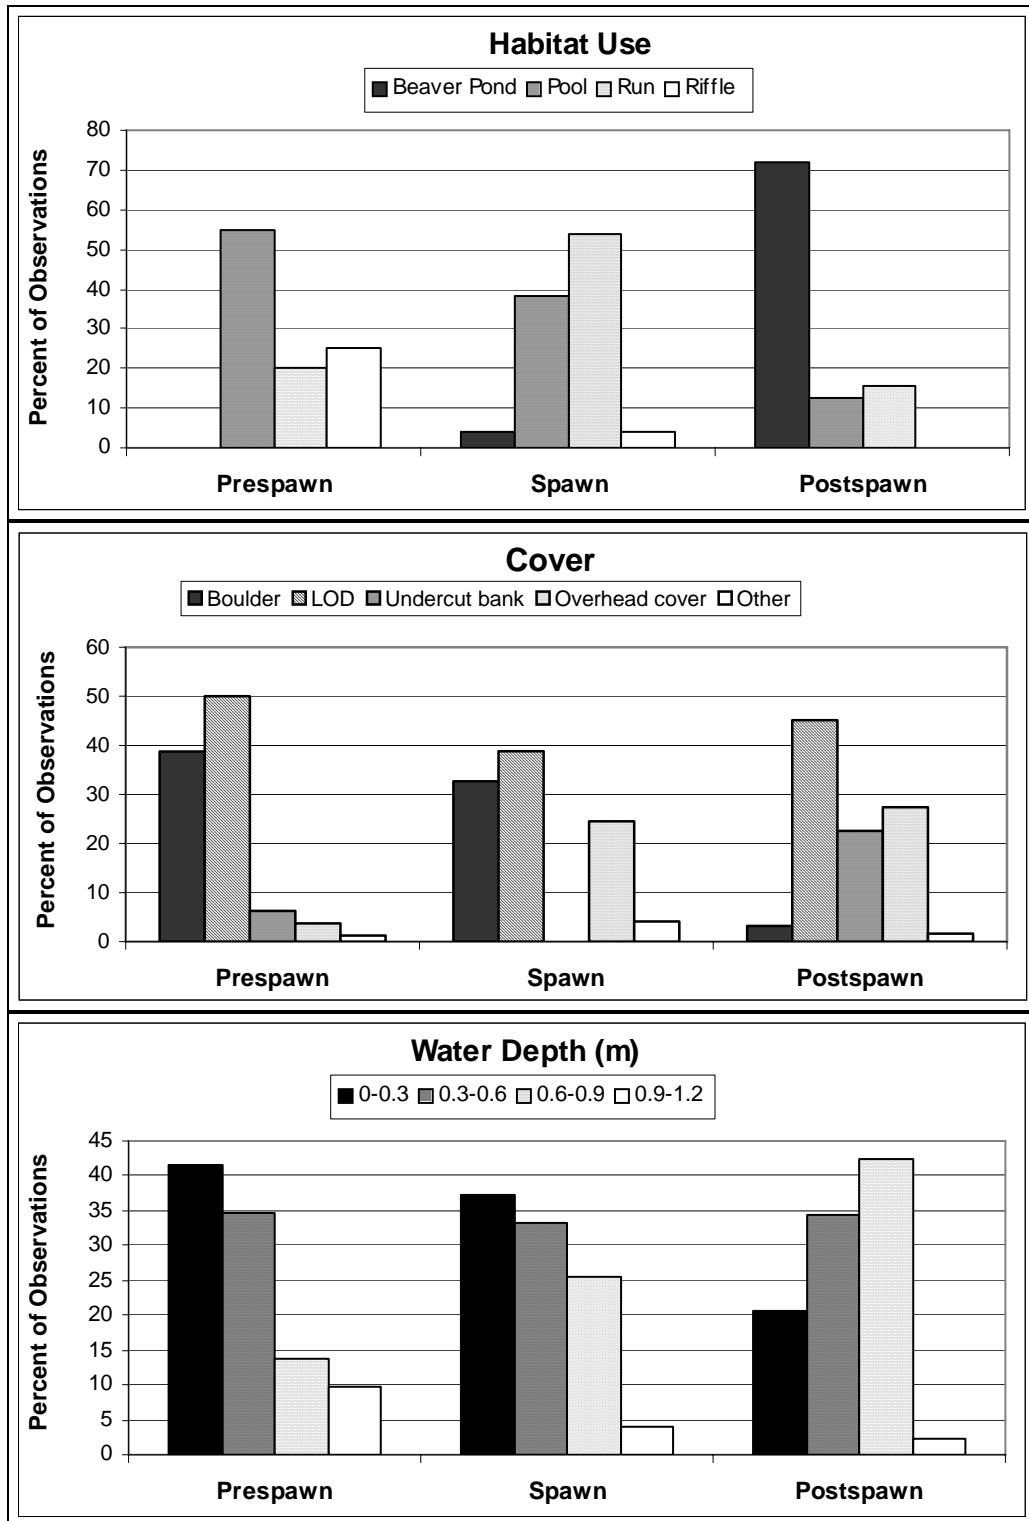 Habitat Use
Beaver Pond Pool Run Riffle
Percent of Observations
80
70
60
50
40
30
20
10
0
Prespawn Spawn Postspawn
Cover
Boulder LOD Undercut bank Overhead cover Other
Percent of Observations
60
50
40
30
20
10
0
Prespawn Spawn Postspawn
Water Depth (m)
0-0.3 0.3-0.6 0.6-0.9 0.9-1.2
Percent of Observations
45
40
35
30
25
20
15
10
5
0
Prespawn Spawn Postspawn